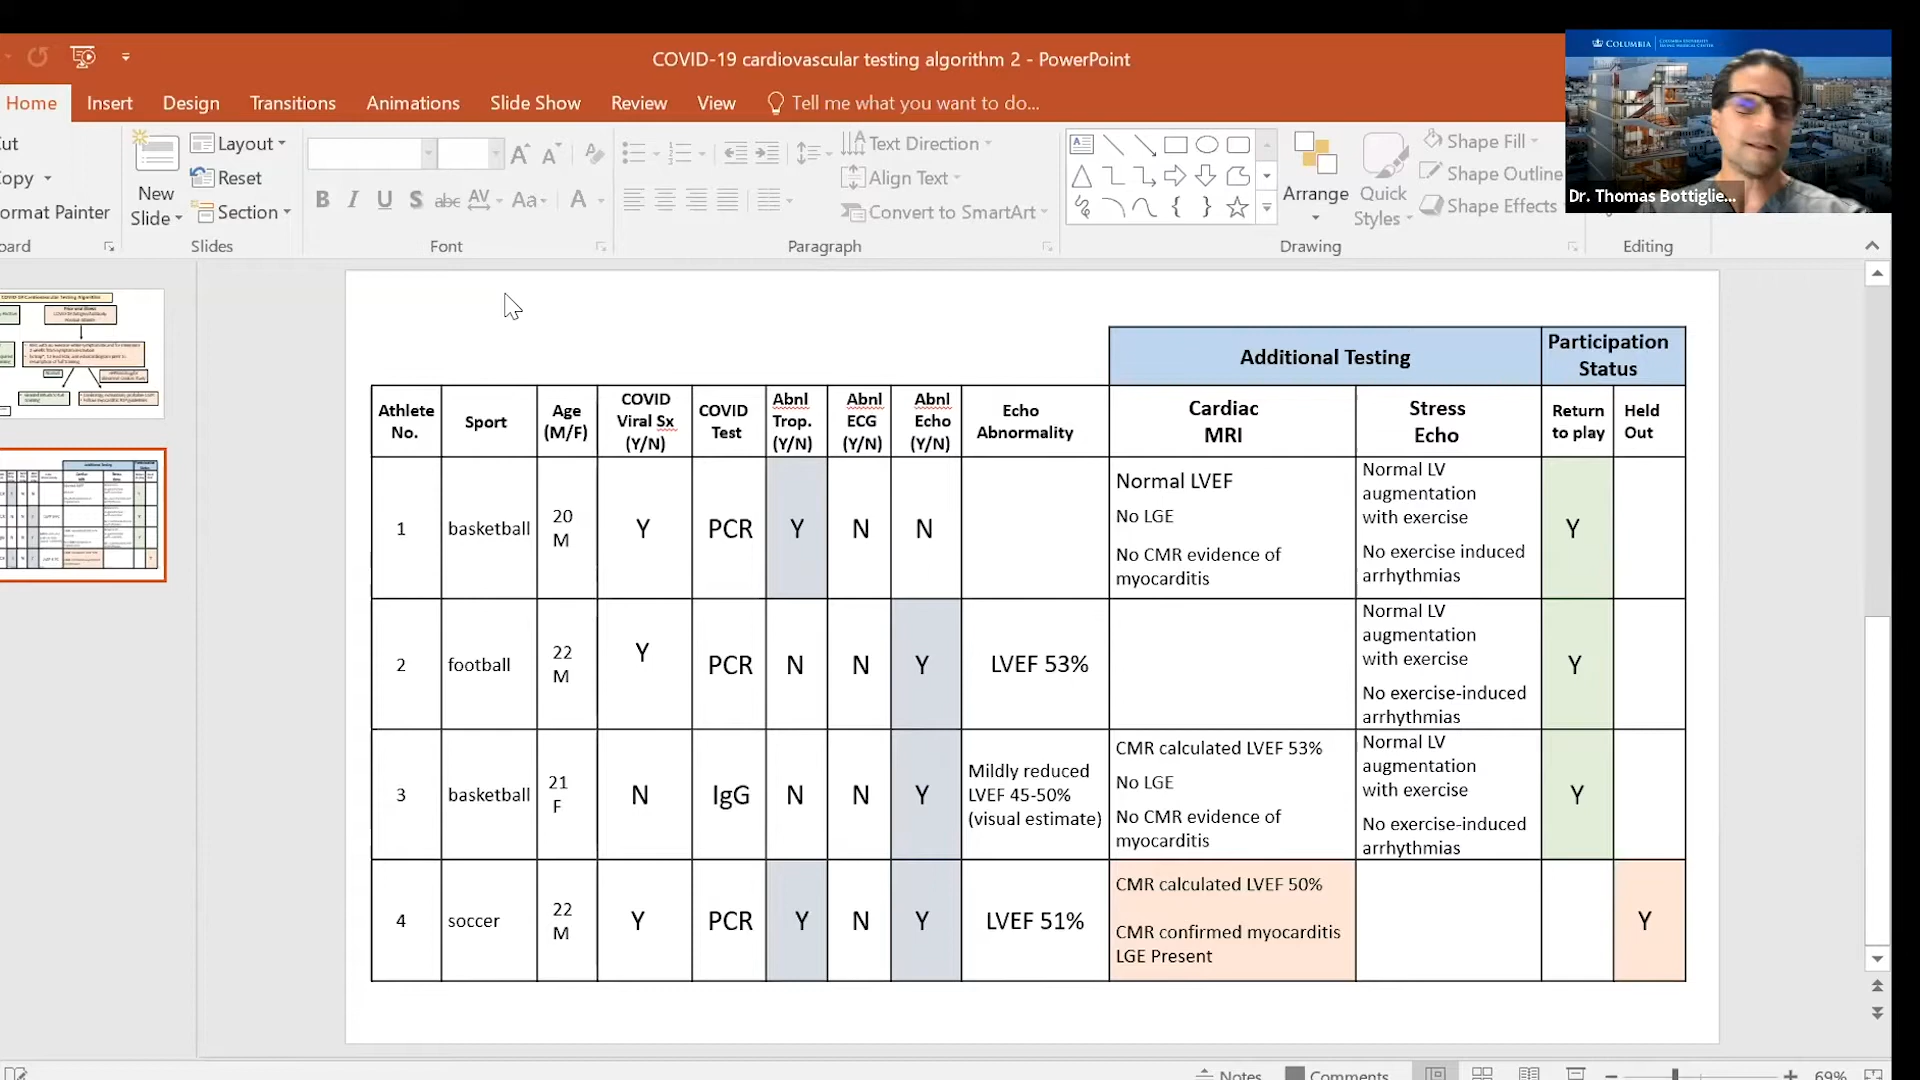 COVID-19 cardiovascular testing algorithm 2 - PowerPoint
COLUMBIA
Home Insert Design Transitions Animations Slide Show Review View Tell me what you want to do...
Layout
Reset
Section
New
Slide
ormat Painter
Slides
B I U S abc AV Aa A
Font
Text Direction
Align Text
Convert to SmartArt
Paragraph
Arrange
Quick
Styles
Shape Fill
Shape Outline
Shape Effects
Drawing
Editing
Dr. Thomas Bottiglie...
Additional Testing
Participation
Status
Athlete
No.
Sport
Age
(M/F)
COVID
Viral Sx
(Y/N)
COVID
Test
Abnl
Trop.
(Y/N)
Abnl
ECG
(Y/N)
Abnl
Echo
(Y/N)
Echo
Abnormality
Cardiac
MRI
Stress
Echo
Return
to play
Held
Out
1
basketball
20
M
Y
PCR
Y
N
N
Normal LVEF
No LGE
No CMR evidence of
myocarditis
Normal LV
augmentation
with exercise
No exercise induced
arrhythmias
Y
2
football
22
M
Y
PCR
N
N
Y
LVEF 53%
Normal LV
augmentation
with exercise
No exercise-induced
arrhythmias
Y
3
basketball
21
F
N
IgG
N
N
Y
Mildly reduced
LVEF 45-50%
(visual estimate)
CMR calculated LVEF 53%
No LGE
No CMR evidence of
myocarditis
Normal LV
augmentation
with exercise
No exercise-induced
arrhythmias
Y
4
soccer
22
M
Y
PCR
Y
N
Y
LVEF 51%
CMR calculated LVEF 50%
CMR confirmed myocarditis
LGE Present
Y
Notes
Comments
69%